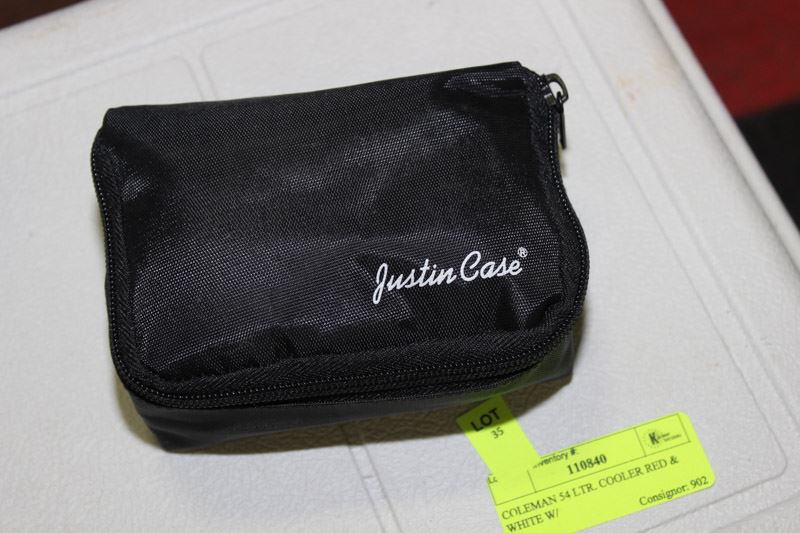 Justin Case®
LOT
35
Inventory #:
110840
COLEMAN 54 LTR. COOLER RED &
WHITE W/
Consignor: 902